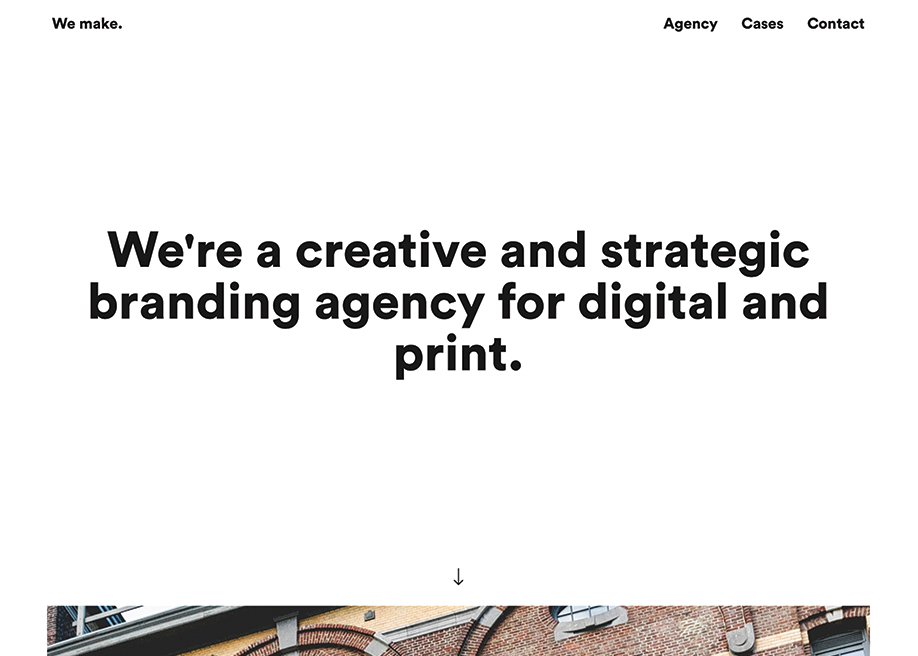 We make.
Agency Cases Contact
We're a creative and strategic
branding agency for digital and
print.